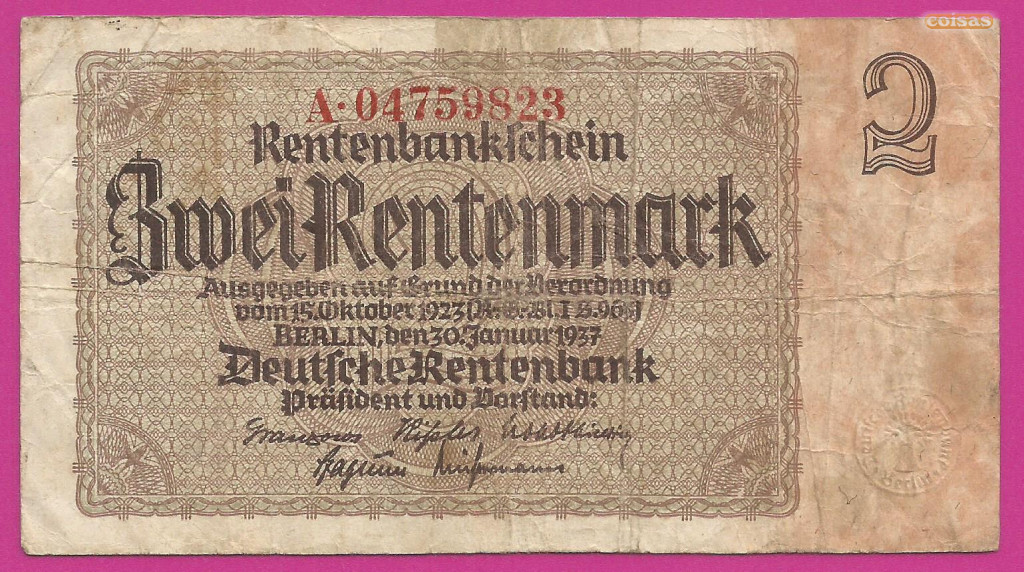 coisas
2
A·04759823
Rentenbankschein
Zwei Rentenmark
Ausgegeben auf Grund der Verordnung
vom 15. Oktober 1923 (R.-G.-Bl. I S. 963)
BERLIN, den 30. Januar 1937
Deutsche Rentenbank
Präsident und Vorstand: